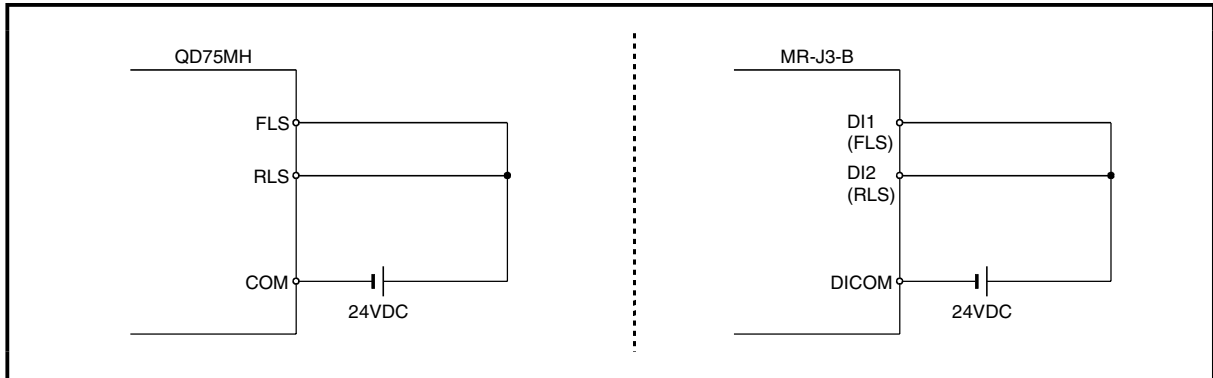 QD75MH
FLS
RLS
COM
24VDC
MR-J3-B
DI1
(FLS)
DI2
(RLS)
DICOM
24VDC